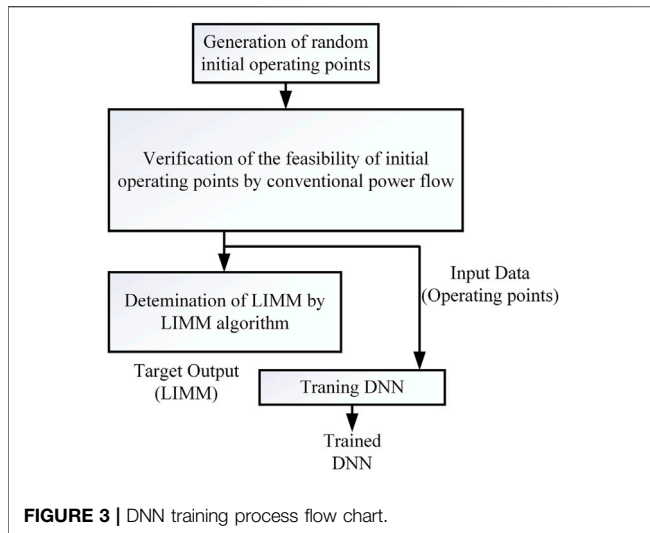 Generation of random
initial operating points
Verification of the feasibility of initial
operating points by conventional power flow
Detemination of LIMM by
LIMM algorithm
Input Data
(Operating points)
Target Output
(LIMM)
Traning DNN
Trained
DNN
FIGURE 3 | DNN training process flow chart.